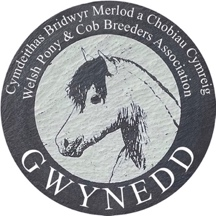 Cymdeithas Bridwyr Merlod a Chobiau Cymreig
Welsh Pony & Cob Breeders Association
GWYNEDD